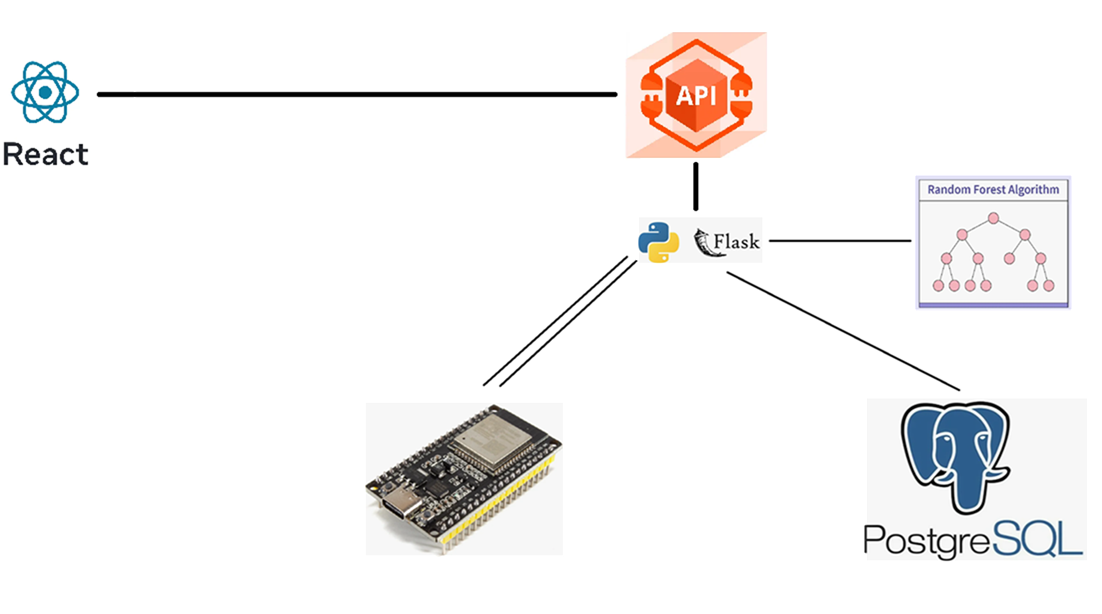 API
React
Random Forest Algorithm
Flask
PostgreSQL